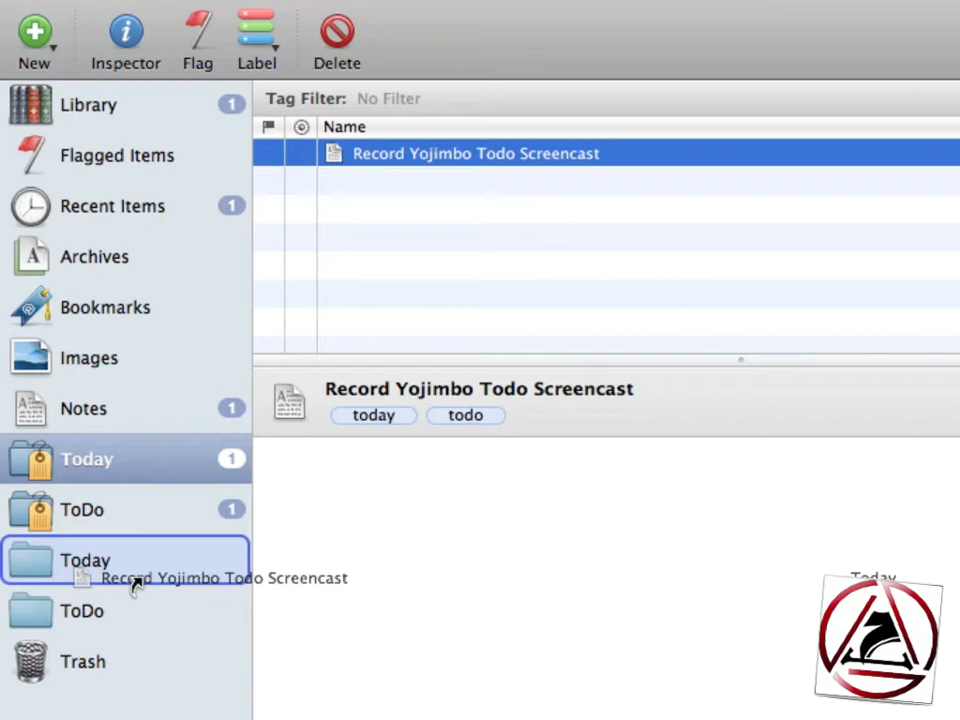 New Inspector Flag Label Delete
Library 1
Flagged Items
Recent Items 1
Archives
Bookmarks
Images
Notes 1
Today 1
ToDo 1
Today
ToDo
Trash
Tag Filter: No Filter
Name
Record Yojimbo Todo Screencast
Record Yojimbo Todo Screencast
today todo
Record Yojimbo Todo Screencast
Today